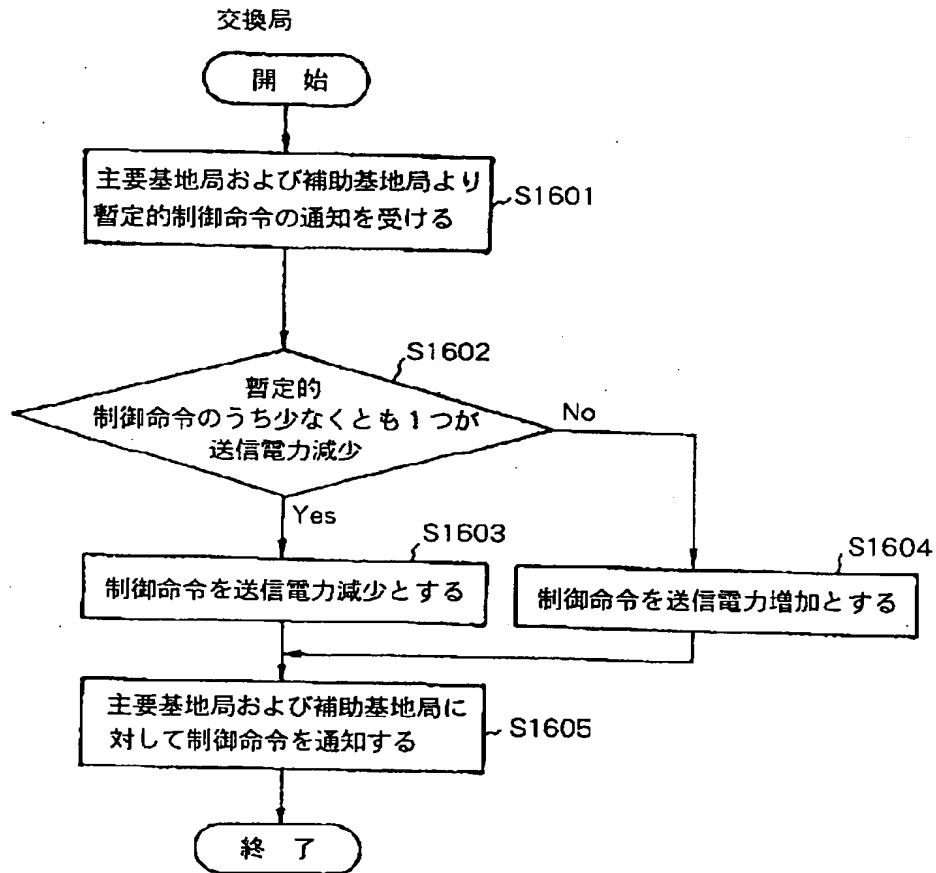 交換局
開 始
主要基地局および補助基地局より
暫定的制御命令の通知を受ける
S1601
S1602
暫定的
制御命令のうち少なくとも1つが
送信電力減少
No
Yes
S1603
制御命令を送信電力減少とする
S1604
制御命令を送信電力増加とする
主要基地局および補助基地局に
対して制御命令を通知する
S1605
終 了